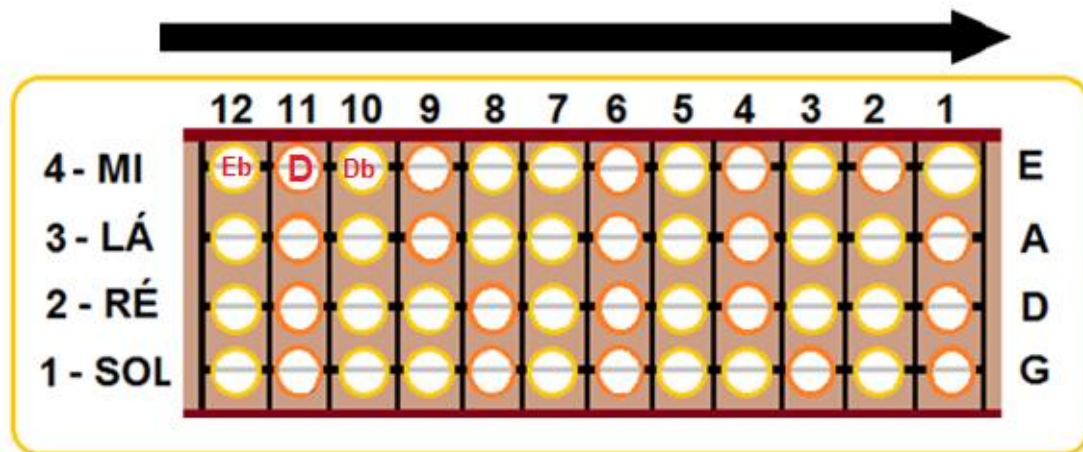 12 11 10 9 8 7 6 5 4 3 2 1
4 - MI Eb D Db E
3 - LÁ A
2 - RÉ D
1 - SOL G